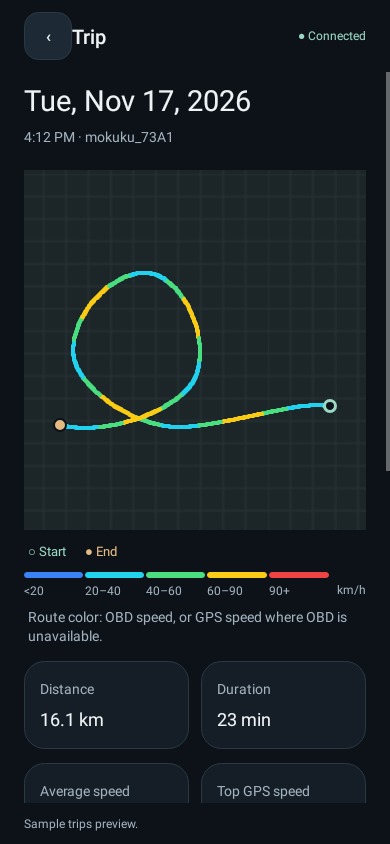 ‹ Trip ● Connected
Tue, Nov 17, 2026
4:12 PM · mokuku_73A1
○ Start ● End
<20 20–40 40–60 60–90 90+ km/h
Route color: OBD speed, or GPS speed where OBD is
unavailable.
Distance Duration
16.1 km 23 min
Average speed Top GPS speed
Sample trips preview.